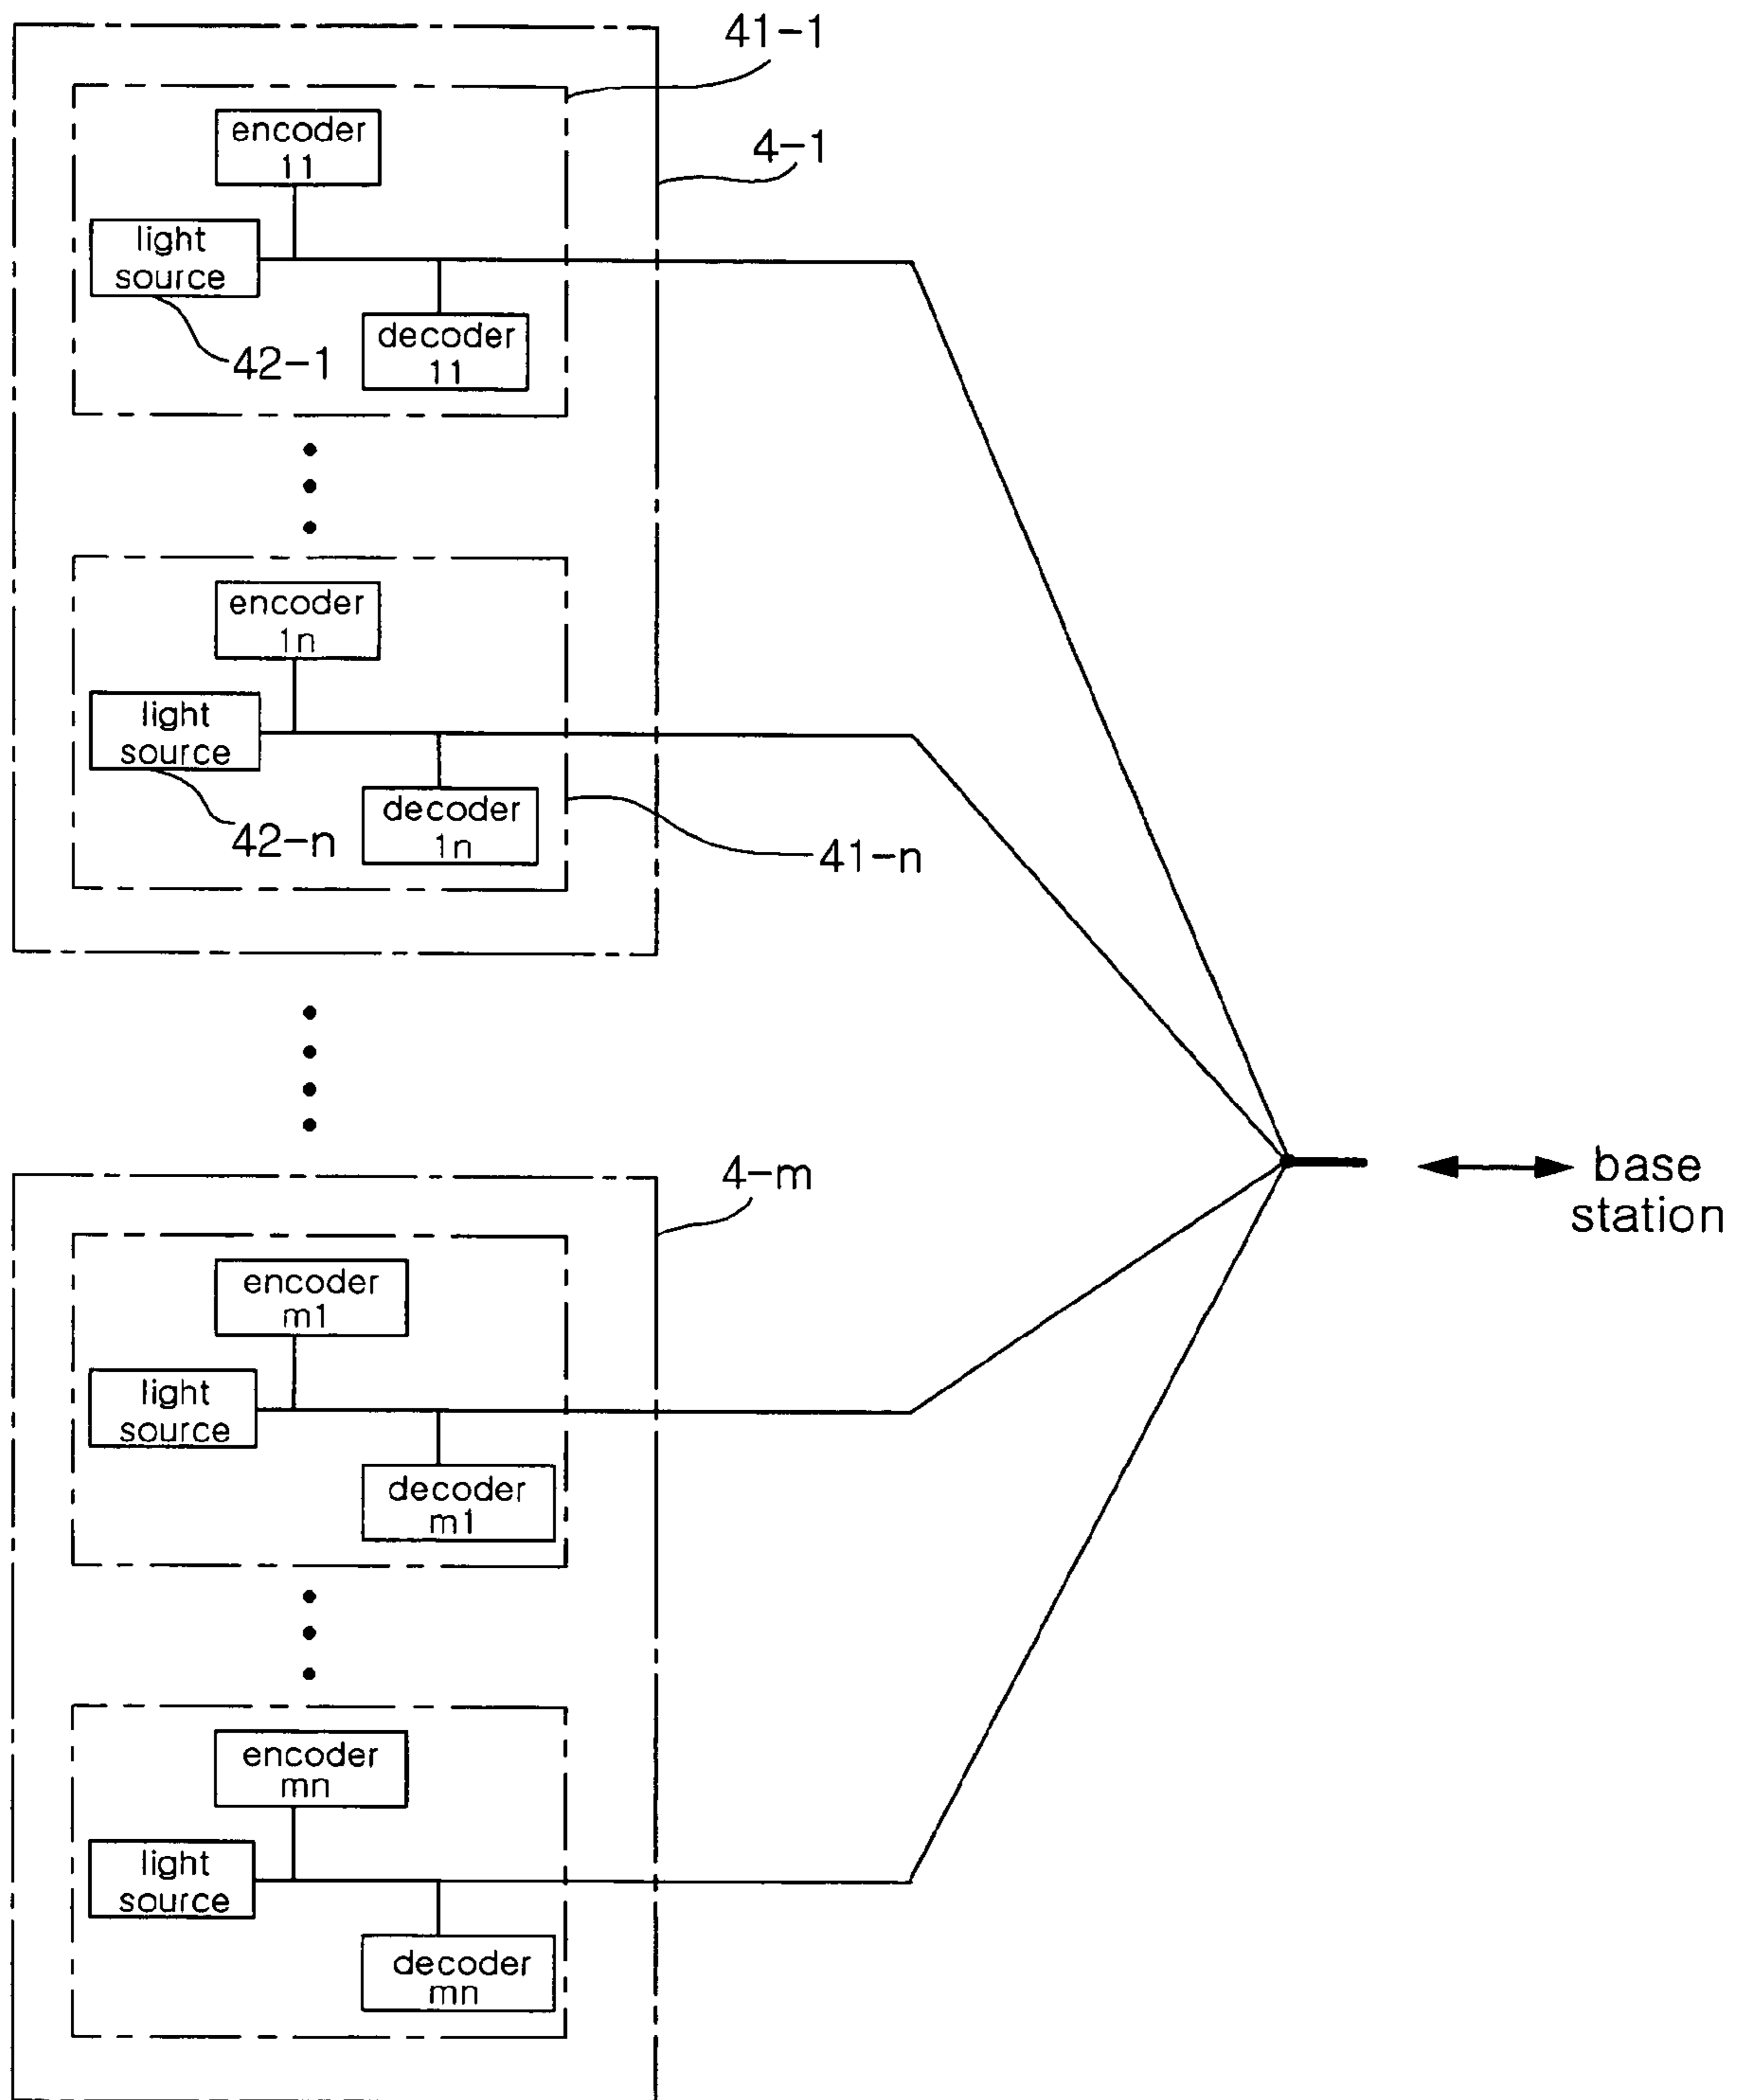 41-1
encoder
11
4-1
light
source
decoder
11
42-1
encoder
1n
light
source
decoder
1n
42-n
41-n
base
station
4-m
encoder
m1
light
source
decoder
m1
encoder
mn
light
source
decoder
mn